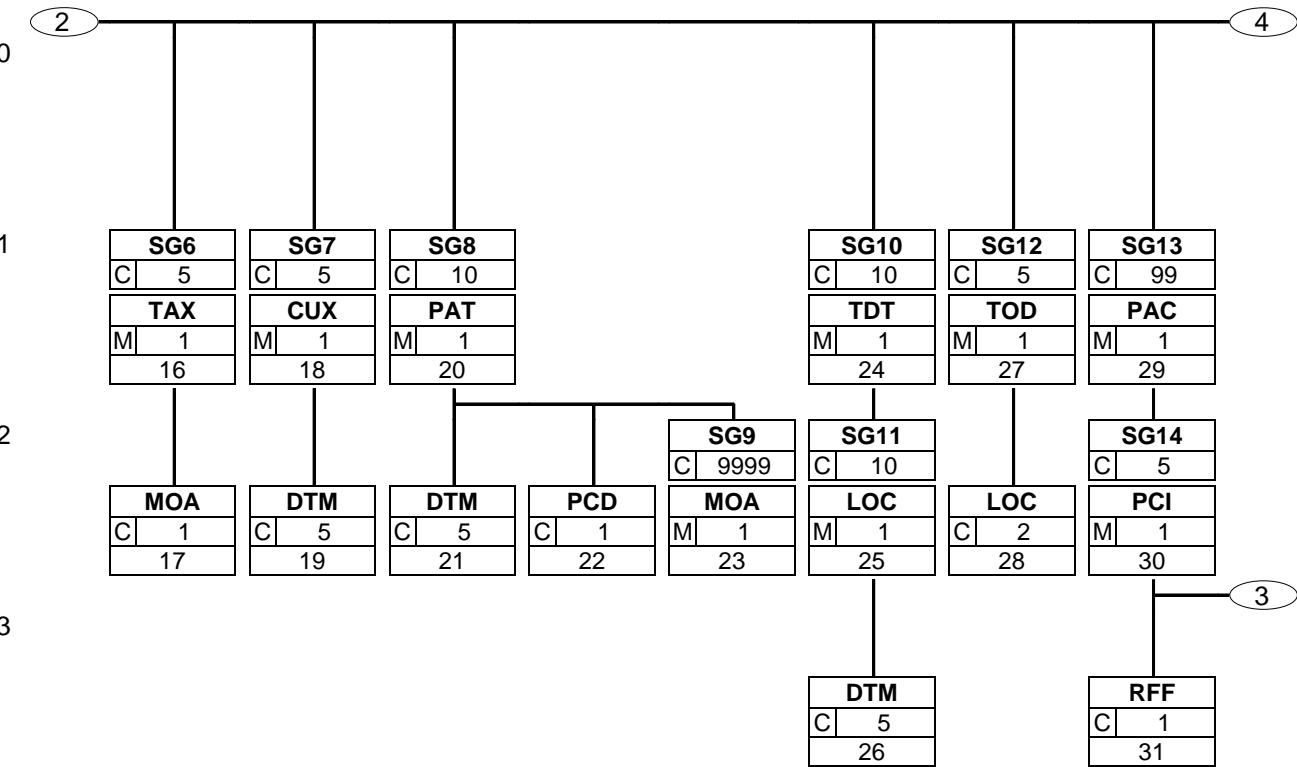 2 4
0
1
SG6 SG7 SG8 SG10 SG12 SG13
C 5 C 5 C 10 C 10 C 5 C 99
TAX CUX PAT TDT TOD PAC
M 1 M 1 M 1 M 1 M 1 M 1
16 18 20 24 27 29
2
SG9 SG11 SG14
C 9999 C 10 C 5
MOA DTM DTM PCD MOA LOC LOC PCI
C 1 C 5 C 5 C 1 M 1 M 1 C 2 M 1
17 19 21 22 23 25 28 30
3
3
DTM RFF
C 5 C 1
26 31